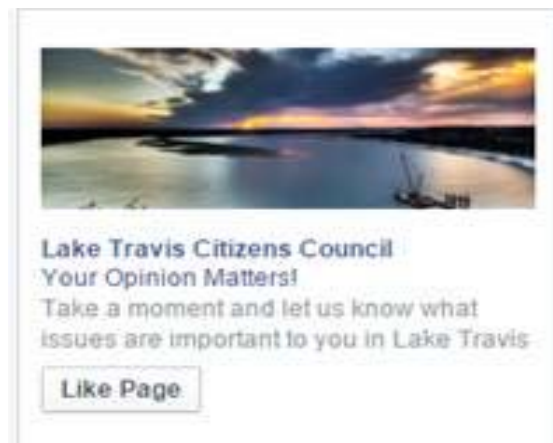 Lake Travis Citizens Council
Your Opinion Matters!
Take a moment and let us know what
issues are important to you in Lake Travis
Like Page